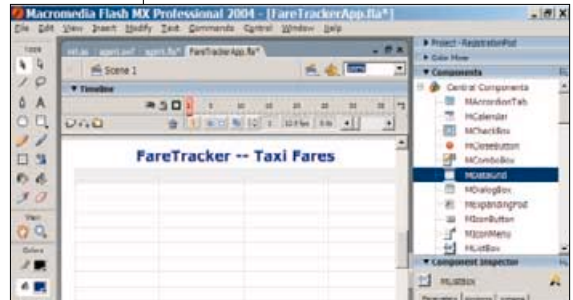 Macromedia Flash MX Professional 2004 - [FareTrackerApp.fla*]
File Edit View Insert Modify Text Commands Control Window Help
Tools
FareTrackerApp.fla*
Scene 1
Timeline
FareTracker -- Taxi Fares
View
Colors
Project - RegistrationPod
Color Mixer
Components
Central Components
MAccordionTab
MCalendar
MCheckBox
MCloseButton
MComboBox
MDataGrid
MDialogBox
MExpandingPod
MIconButton
MIconMenu
MListBox
Component Inspector
MListBox